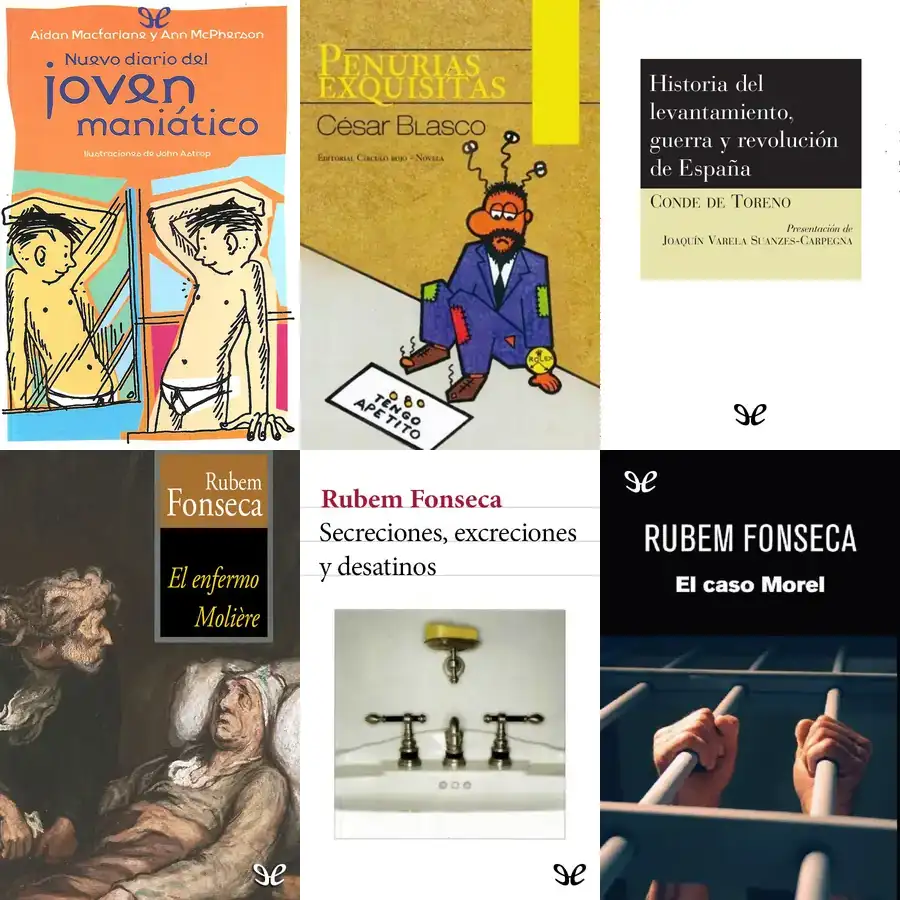 Aidan Macfarlane y Ann McPherson
Nuevo diario del
joven
maniático
Ilustraciones de John Astrop
PENURIAS
EXQUISITAS
César Blasco
Editorial Círculo rojo - Novela
ROLEX
TENGO
APETITO
Historia del
levantamiento,
guerra y revolución
de España
CONDE DE TORENO
Presentación de
JOAQUÍN VARELA SUANZES-CARPEGNA
Rubem
Fonseca
El enfermo
Molière
Rubem Fonseca
Secreciones, excreciones
y desatinos
RUBEM FONSECA
El caso Morel